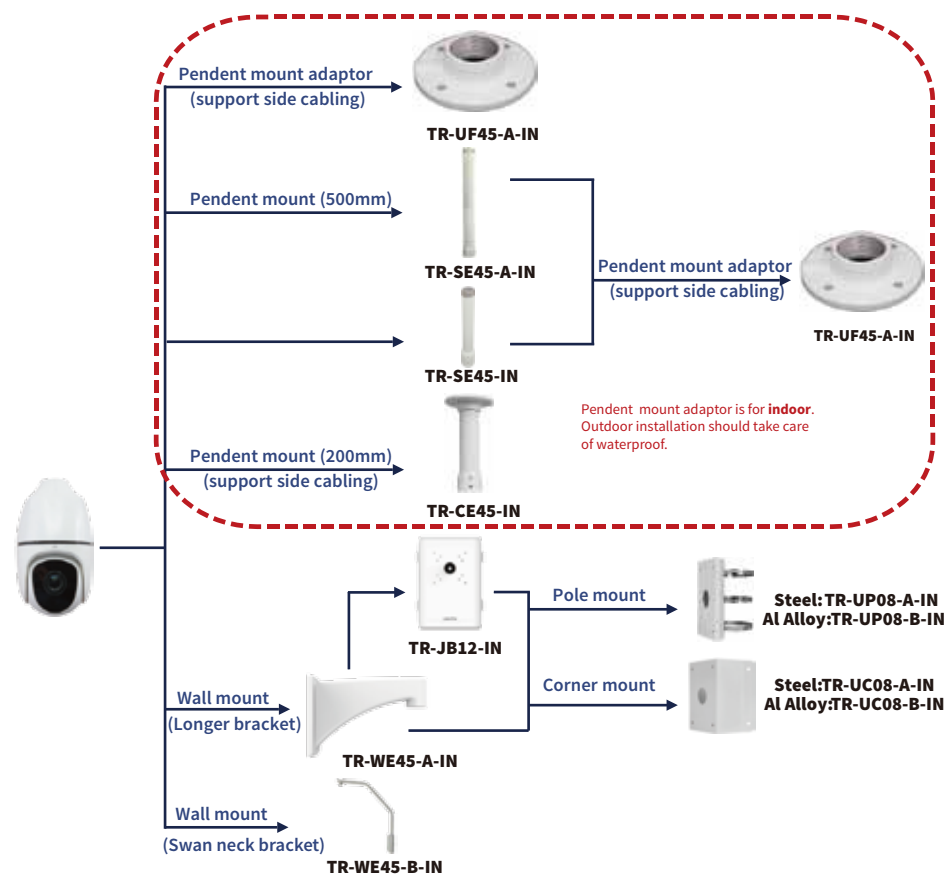 Pendent mount adaptor
(support side cabling)
TR-UF45-A-IN
Pendent mount (500mm)
TR-SE45-A-IN
Pendent mount adaptor
(support side cabling)
TR-UF45-A-IN
TR-SE45-IN
Pendent mount adaptor is for indoor.
Outdoor installation should take care
of waterproof.
Pendent mount (200mm)
(support side cabling)
TR-CE45-IN
TR-JB12-IN
Pole mount
Steel:TR-UP08-A-IN
Al Alloy:TR-UP08-B-IN
Corner mount
Steel:TR-UC08-A-IN
Al Alloy:TR-UC08-B-IN
Wall mount
(Longer bracket)
TR-WE45-A-IN
Wall mount
(Swan neck bracket)
TR-WE45-B-IN